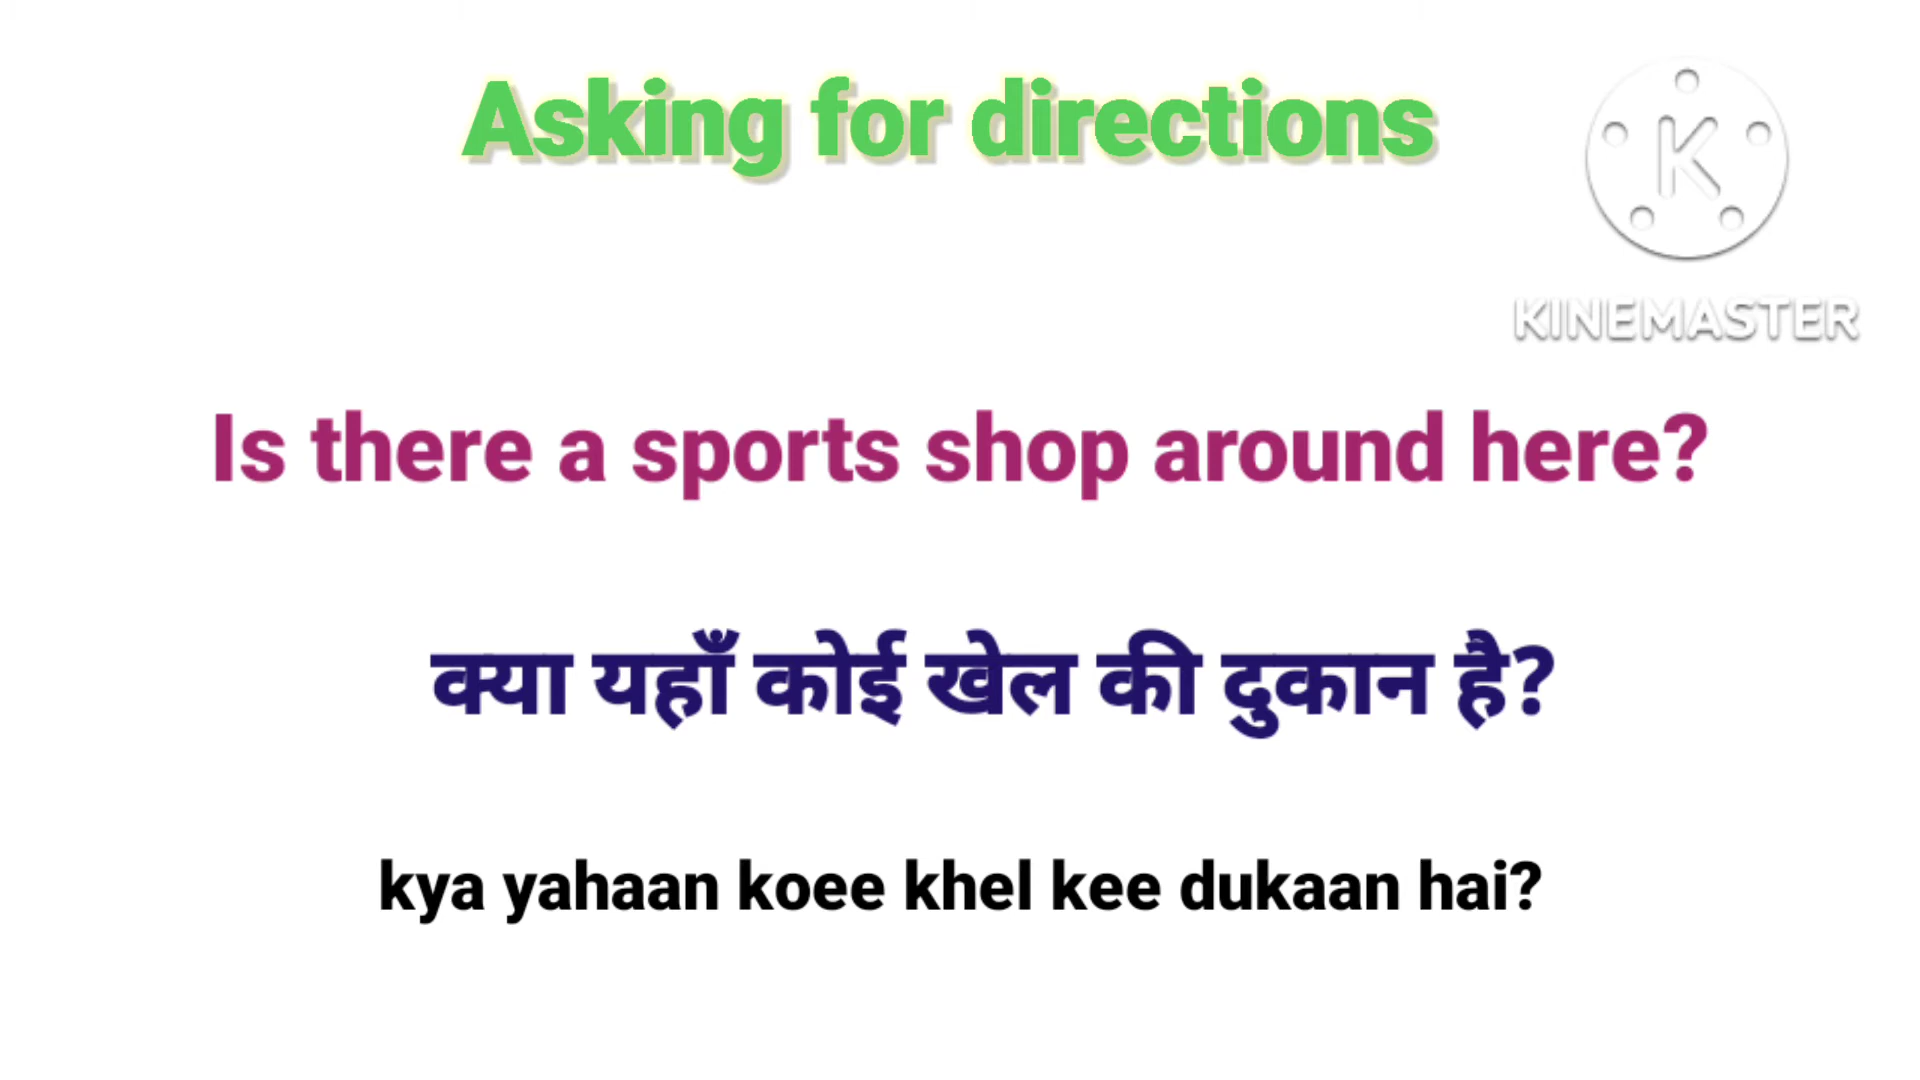 Asking for directions
K
KINEMASTER
Is there a sports shop around here?
क्या यहाँ कोई खेल की दुकान है?
kya yahaan koee khel kee dukaan hai?